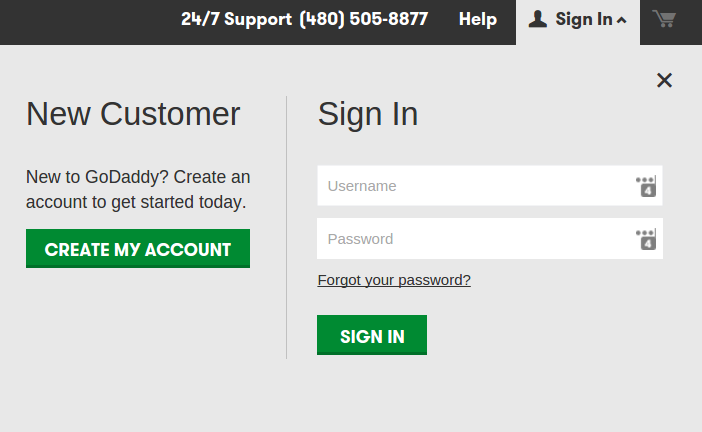 24/7 Support (480) 505-8877 Help Sign In
New Customer
New to GoDaddy? Create an
account to get started today.
CREATE MY ACCOUNT
Sign In
Username
4
Password
4
Forgot your password?
SIGN IN